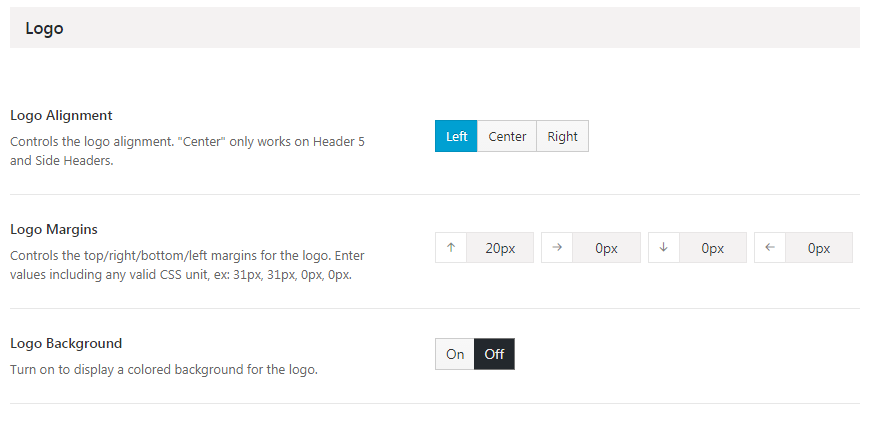 Logo
Logo Alignment
Controls the logo alignment. "Center" only works on Header 5
and Side Headers.
Left Center Right
Logo Margins
Controls the top/right/bottom/left margins for the logo. Enter
values including any valid CSS unit, ex: 31px, 31px, 0px, 0px.
↑ 20px → 0px ↓ 0px ← 0px
Logo Background
Turn on to display a colored background for the logo.
On Off